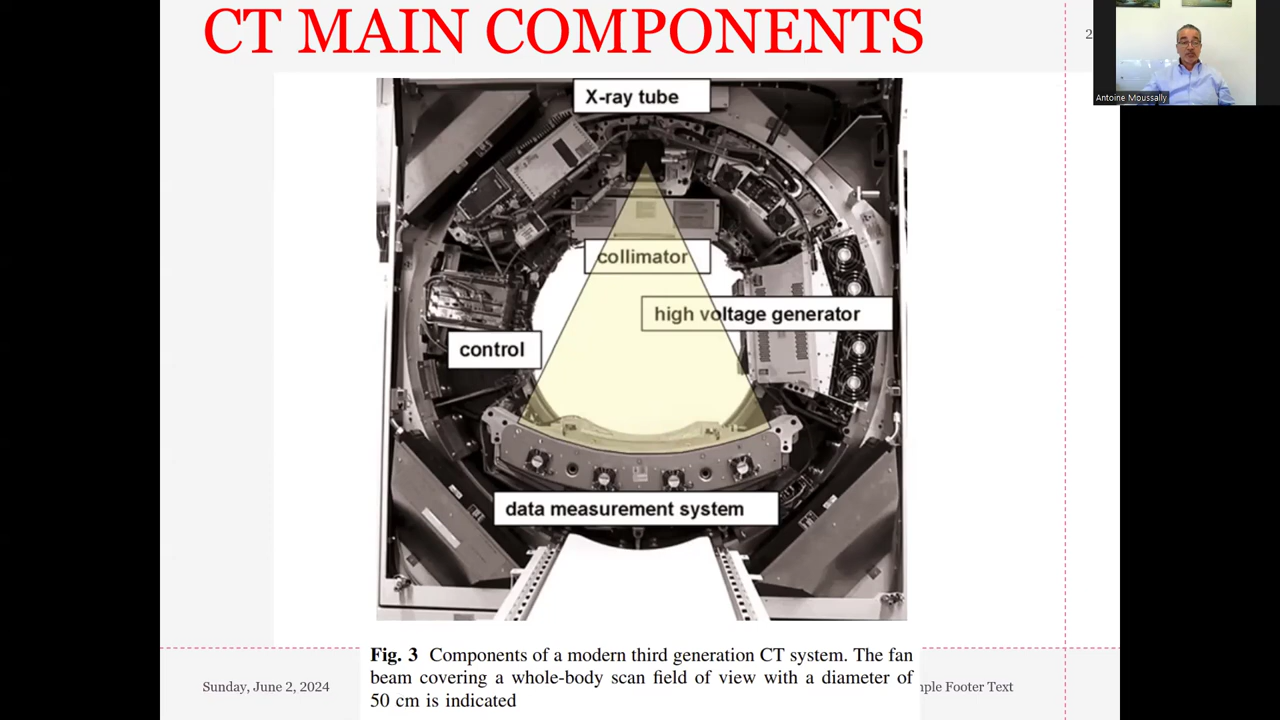 CT MAIN COMPONENTS
2
Antoine Moussally
X-ray tube
collimator
high voltage generator
control
data measurement system
Fig. 3 Components of a modern third generation CT system. The fan
beam covering a whole-body scan field of view with a diameter of
50 cm is indicated
Sunday, June 2, 2024
ple Footer Text